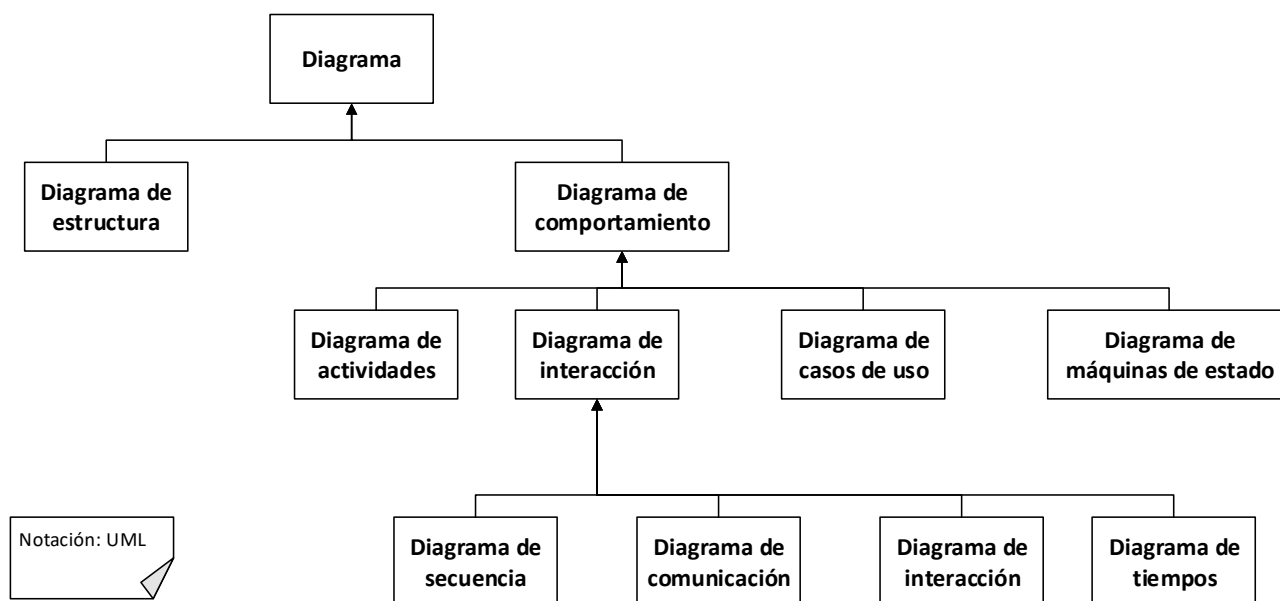 Diagrama
Diagrama de
estructura
Diagrama de
comportamiento
Diagrama de
actividades
Diagrama de
interacción
Diagrama de
casos de uso
Diagrama de
máquinas de estado
Notación: UML
Diagrama de
secuencia
Diagrama de
comunicación
Diagrama de
interacción
Diagrama de
tiempos